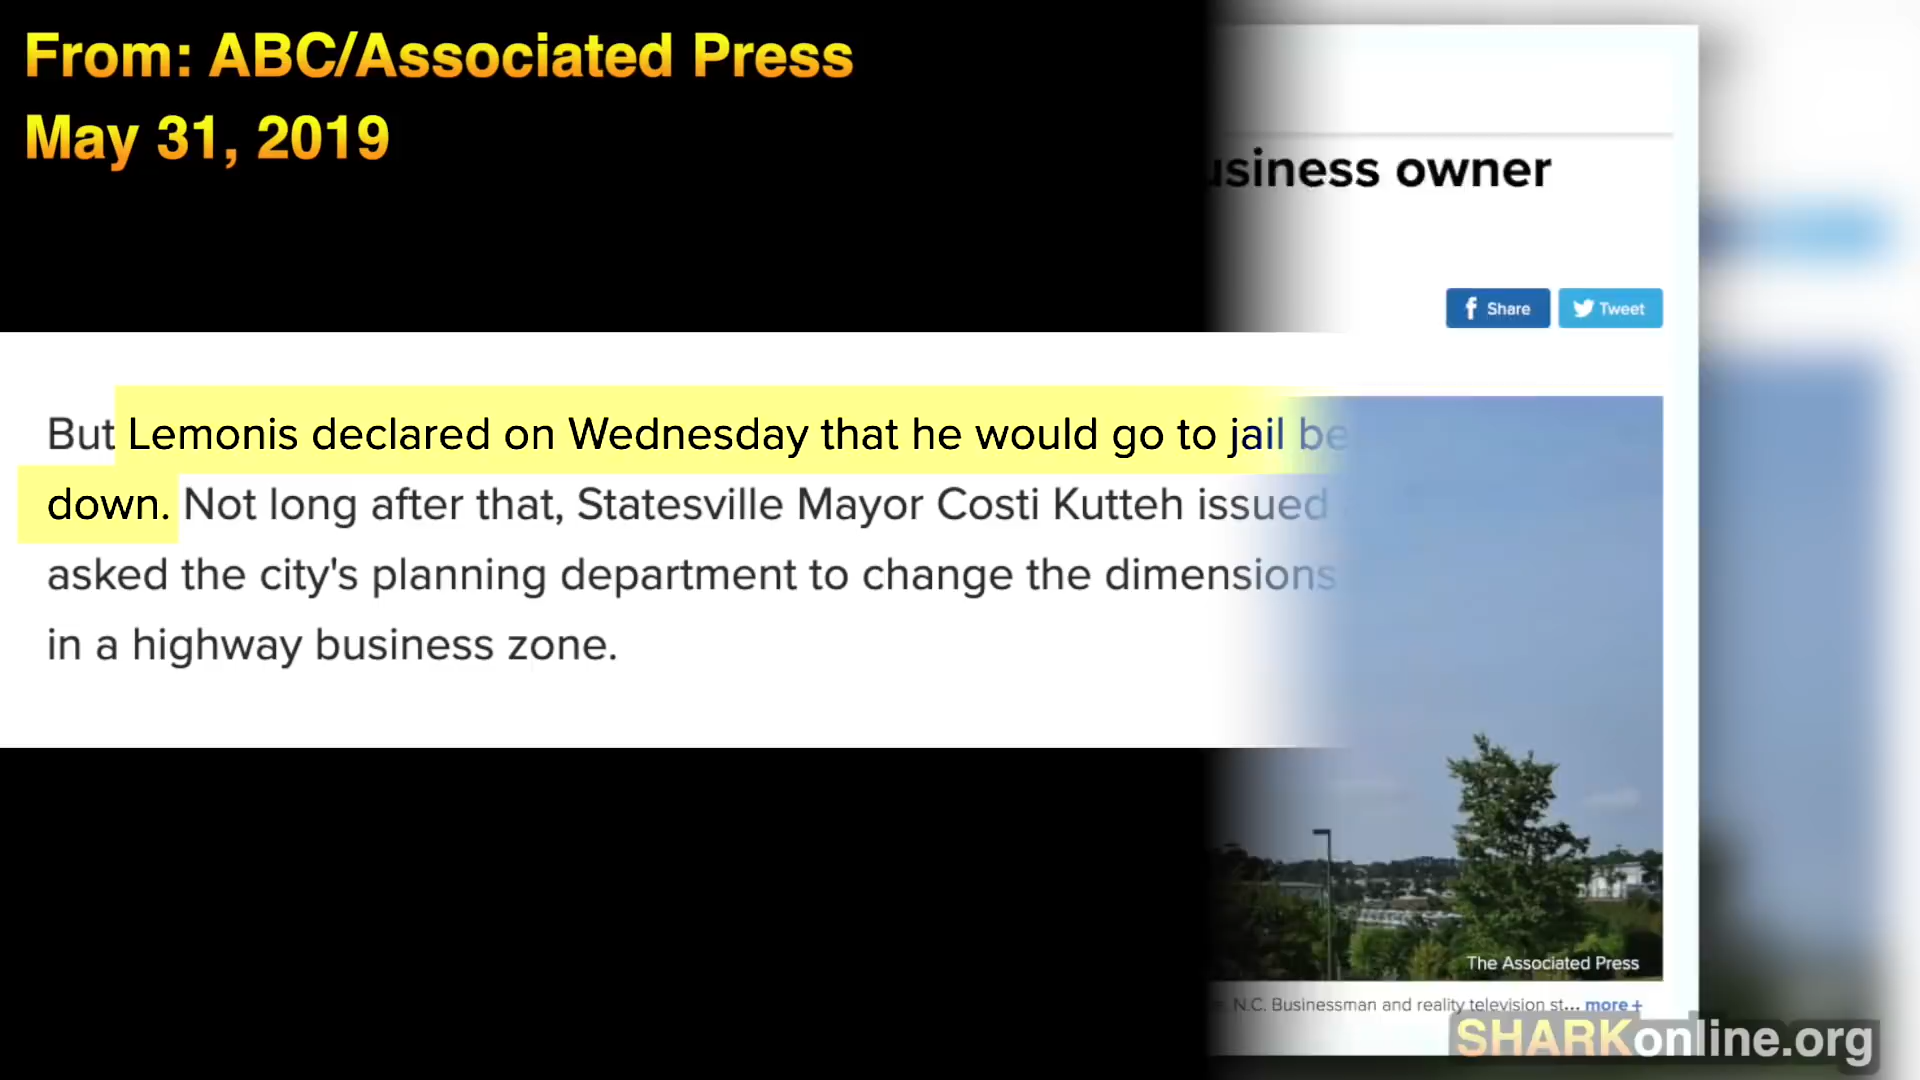 From: ABC/Associated Press
May 31, 2019
business owner
Share
Tweet
But Lemonis declared on Wednesday that he would go to jail
down. Not long after that, Statesville Mayor Costi Kutteh issued
asked the city's planning department to change the dimensions
in a highway business zone.
The Associated Press
N.C. Businessman and reality television st... more +
SHARKonline.org